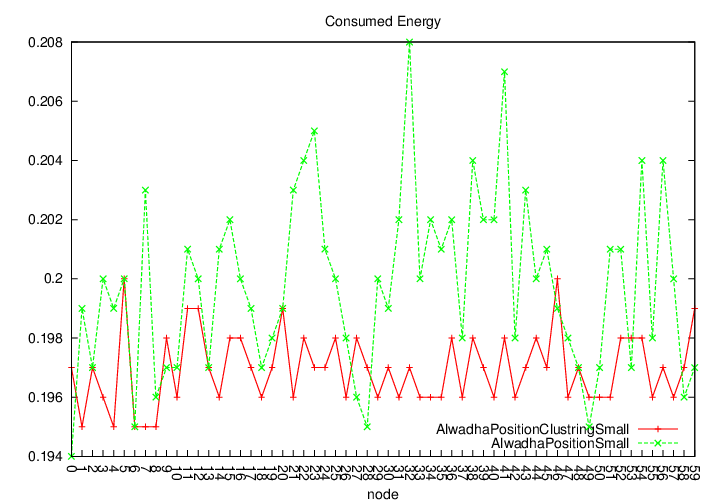 Consumed Energy
0.208
0.206
0.204
0.202
0.2
0.198
0.196
0.194
AlwadhaPositionClustringSmall
AlwadhaPositionSmall
0 1 2 3 4 5 6 7 8 9 10 11 12 13 14 15 16 17 18 19 20 21 22 23 24 25 26 27 28 29 30 31 32 33 34 35 36 37 38 39 40 41 42 43 44 45 46 47 48 49 50 51 52 53 54 55 56 57 58 59
node